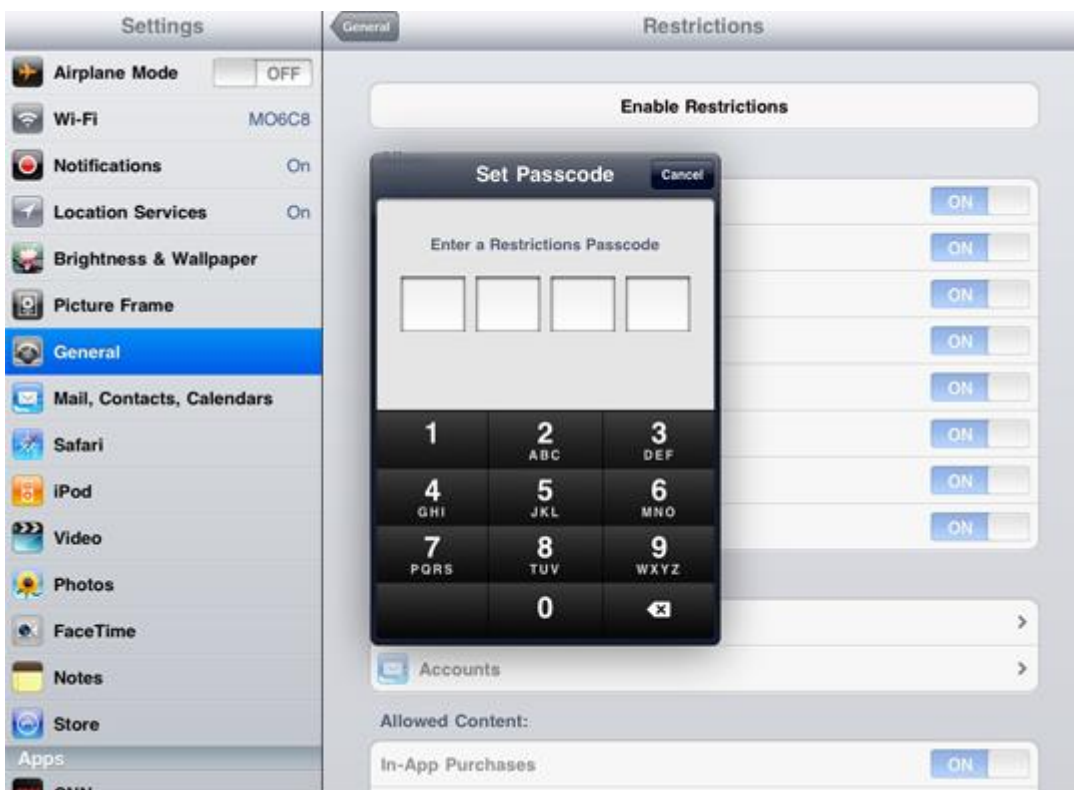 Settings
Airplane Mode OFF
Wi-Fi MO6C8
Notifications On
Location Services On
Brightness & Wallpaper
Picture Frame
General
Mail, Contacts, Calendars
Safari
iPod
Video
Photos
FaceTime
Notes
Store
Apps
General Restrictions
Enable Restrictions
Set Passcode Cancel
Enter a Restrictions Passcode
1 2 3
ABC DEF
4 5 6
GHI JKL MNO
7 8 9
PQRS TUV WXYZ
0
ON
ON
ON
ON
ON
ON
ON
ON
Accounts
Allowed Content:
In-App Purchases ON